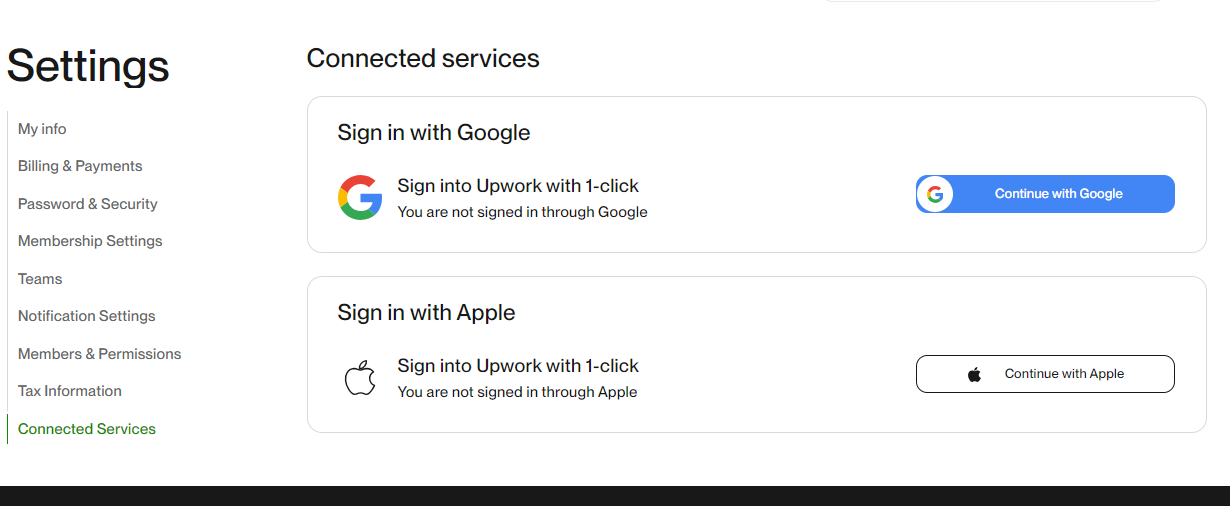 Settings
My info
Billing & Payments
Password & Security
Membership Settings
Teams
Notification Settings
Members & Permissions
Tax Information
Connected Services
Connected services
Sign in with Google
Sign into Upwork with 1-click
You are not signed in through Google
Continue with Google
Sign in with Apple
Sign into Upwork with 1-click
You are not signed in through Apple
Continue with Apple